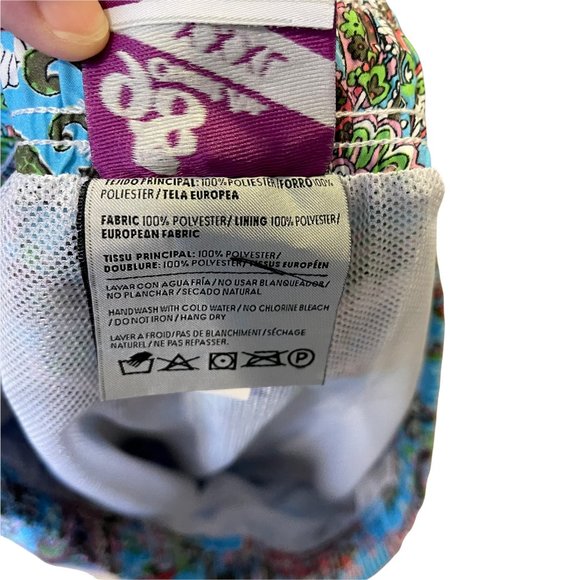 TEJIDO PRINCIPAL: 100% POLIESTER/FORRO 100%
POLIESTER / TELA EUROPEA
FABRIC 100% POLYESTER / LINING 100% POLYESTER /
EUROPEAN FABRIC
TISSU PRINCIPAL: 100% POLYESTER /
DOUBLURE: 100% POLYESTER/TISSUS EUROPÉEN
LAVAR CON AGUA FRÍA / NO USAR BLANQUEADOR/
NO PLANCHAR / SECADO NATURAL
HANDWASH WITH COLD WATER / NO CHLORINE BLEACH
/ DO NOT IRON / HANG DRY
LAVER A FROID/PAS DE BLANCHIMENT/SÉCHAGE
NATUREL/ NE PAS REPASSER.
P